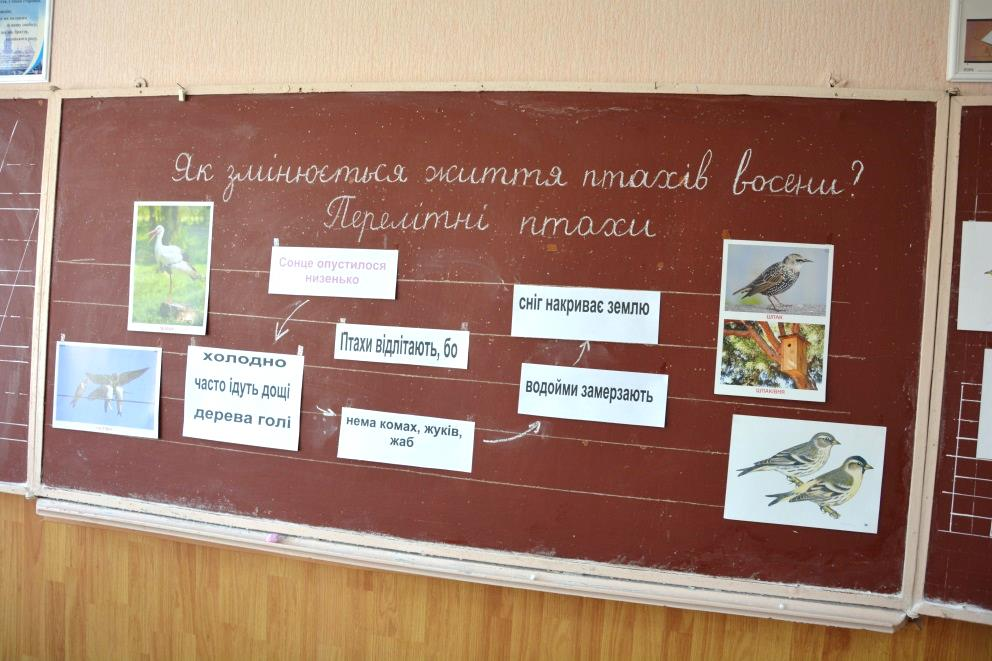 Як змінюється життя птахів восени?
Перелітні птахи
Сонце опустилося
низенько
холодно
часто ідуть дощі
дерева голі
Птахи відлітають, бо
нема комах, жуків,
жаб
водойми замерзають
сніг накриває землю
ШПАК
ШПАКІВНЯ